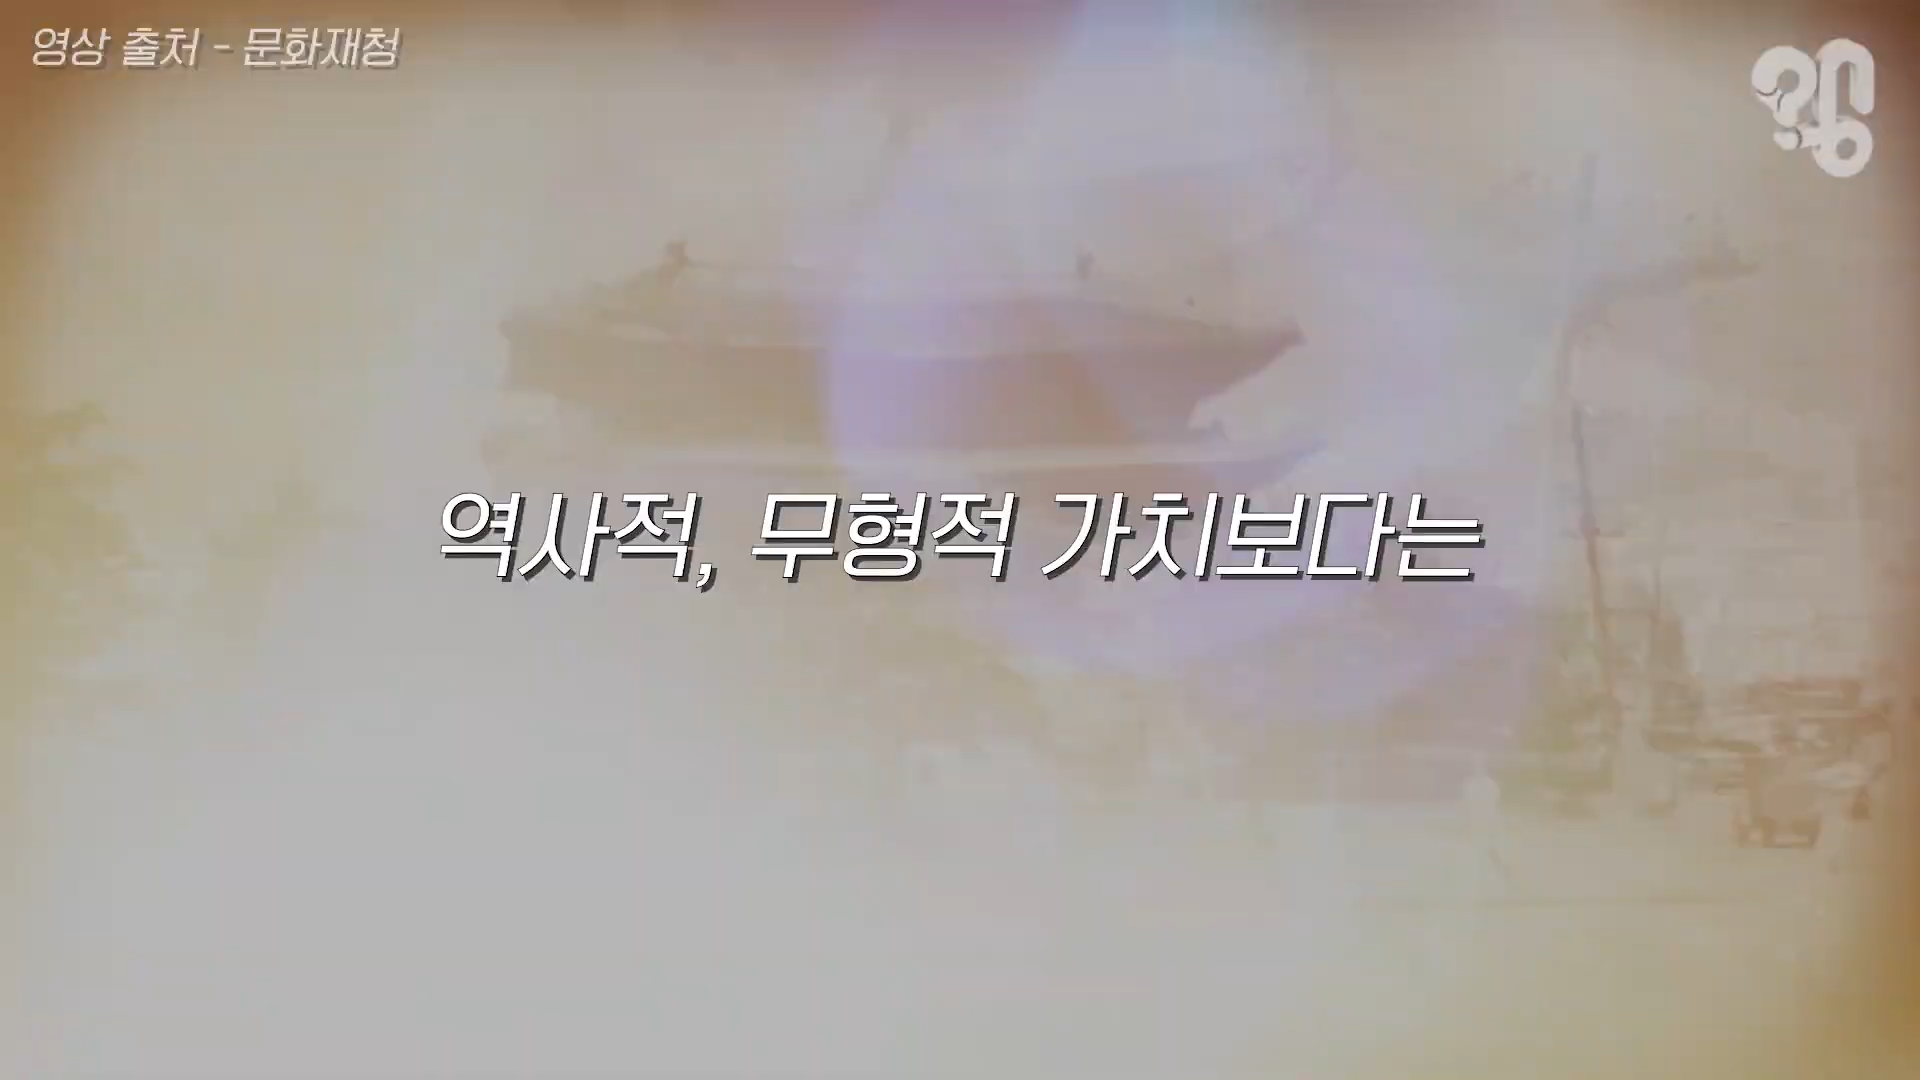 영상 출처 - 문화재청
역사적, 무형적 가치보다는